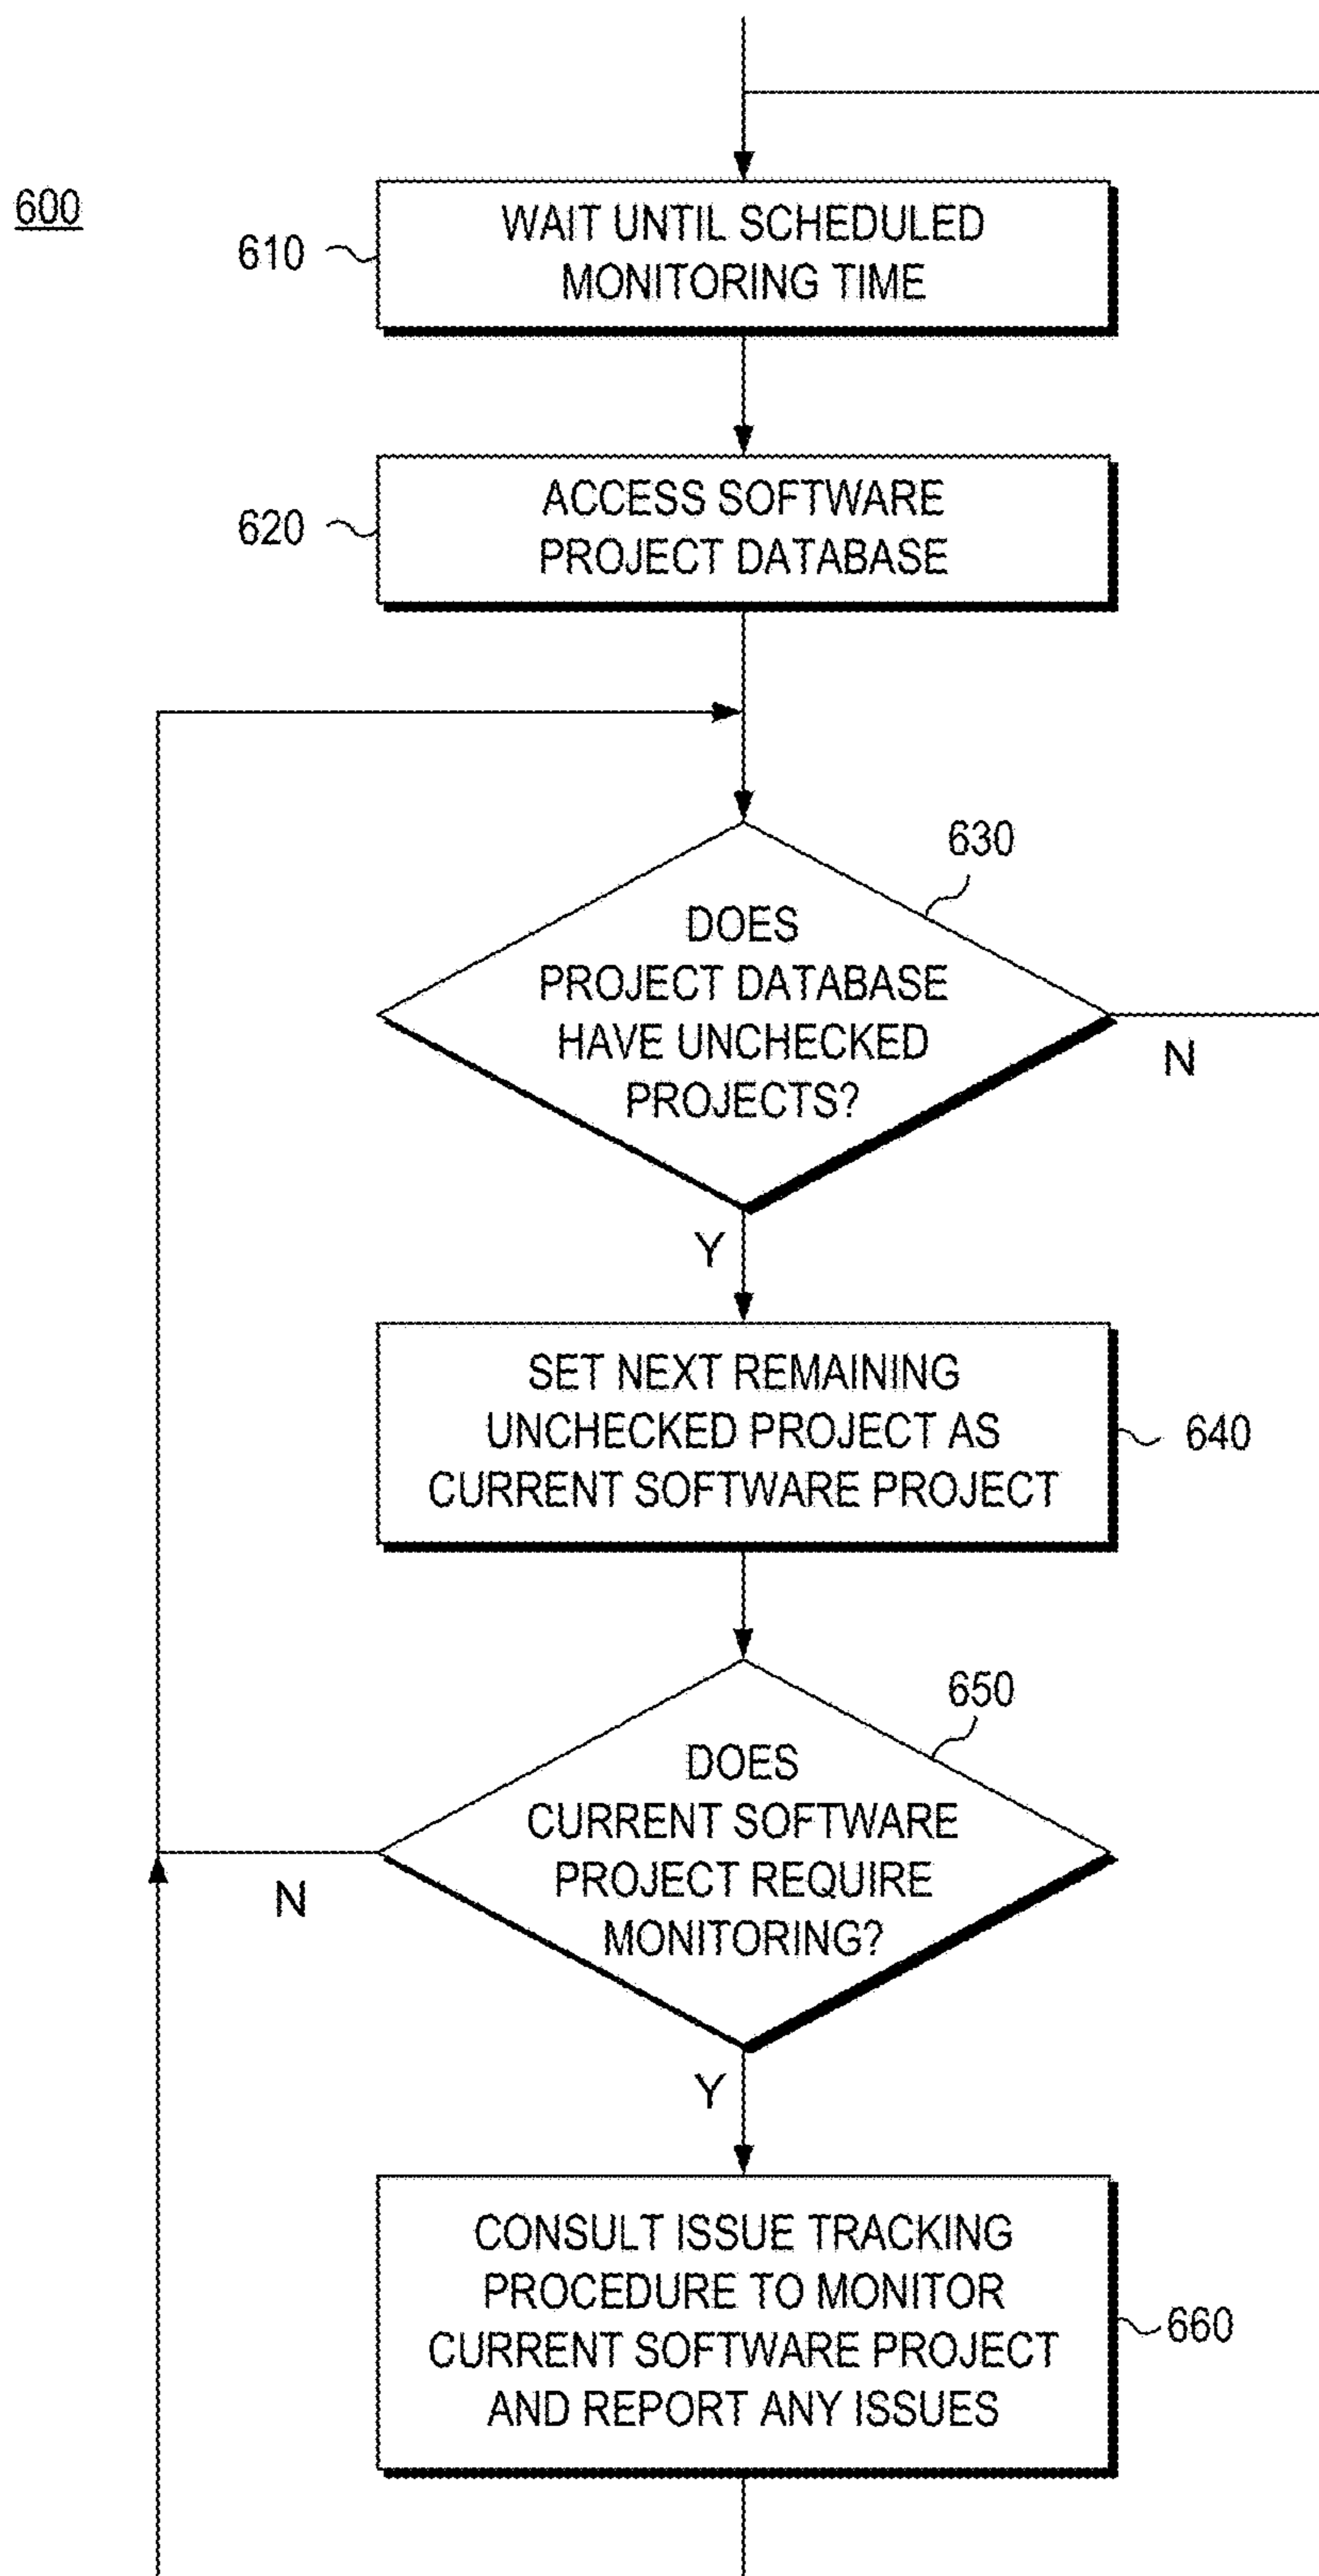 600
610
WAIT UNTIL SCHEDULED
MONITORING TIME
620
ACCESS SOFTWARE
PROJECT DATABASE
630
DOES
PROJECT DATABASE
HAVE UNCHECKED
PROJECTS?
N
Y
SET NEXT REMAINING
UNCHECKED PROJECT AS
CURRENT SOFTWARE PROJECT
640
650
DOES
CURRENT SOFTWARE
PROJECT REQUIRE
MONITORING?
N
Y
CONSULT ISSUE TRACKING
PROCEDURE TO MONITOR
CURRENT SOFTWARE PROJECT
AND REPORT ANY ISSUES
660